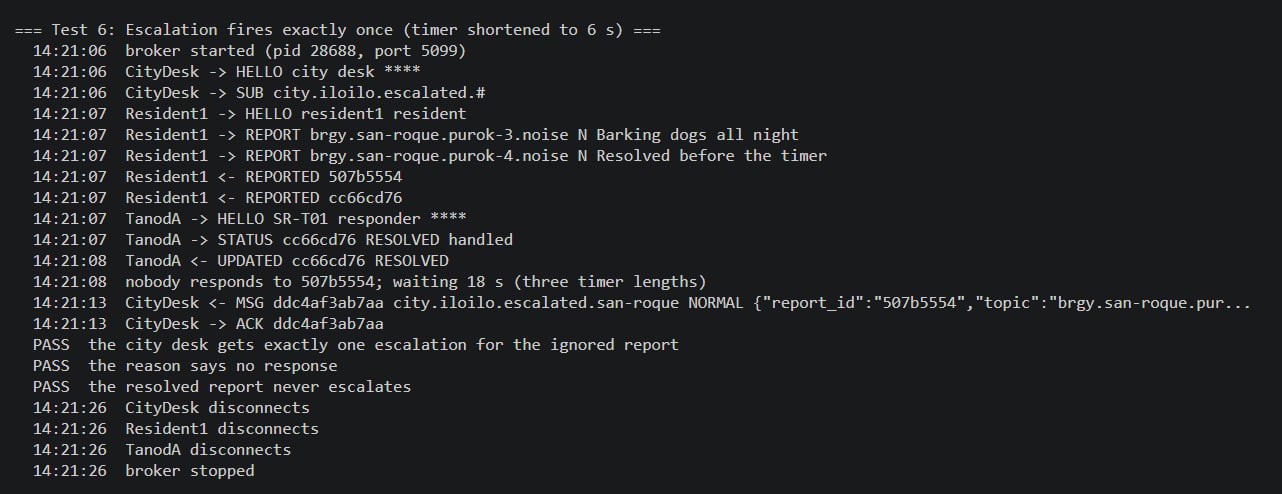 === Test 6: Escalation fires exactly once (timer shortened to 6 s) ===
14:21:06  broker started (pid 28688, port 5099)
14:21:06  CityDesk -> HELLO city desk ****
14:21:06  CityDesk -> SUB city.iloilo.escalated.#
14:21:07  Resident1 -> HELLO resident1 resident
14:21:07  Resident1 -> REPORT brgy.san-roque.purok-3.noise N Barking dogs all night
14:21:07  Resident1 -> REPORT brgy.san-roque.purok-4.noise N Resolved before the timer
14:21:07  Resident1 <- REPORTED 507b5554
14:21:07  Resident1 <- REPORTED cc66cd76
14:21:07  TanodA -> HELLO SR-T01 responder ****
14:21:07  TanodA -> STATUS cc66cd76 RESOLVED handled
14:21:08  TanodA <- UPDATED cc66cd76 RESOLVED
14:21:08  nobody responds to 507b5554; waiting 18 s (three timer lengths)
14:21:13  CityDesk <- MSG ddc4af3ab7aa city.iloilo.escalated.san-roque NORMAL {"report_id":"507b5554","topic":"brgy.san-roque.pur...
14:21:13  CityDesk -> ACK ddc4af3ab7aa
PASS  the city desk gets exactly one escalation for the ignored report
PASS  the reason says no response
PASS  the resolved report never escalates
14:21:26  CityDesk disconnects
14:21:26  Resident1 disconnects
14:21:26  TanodA disconnects
14:21:26  broker stopped